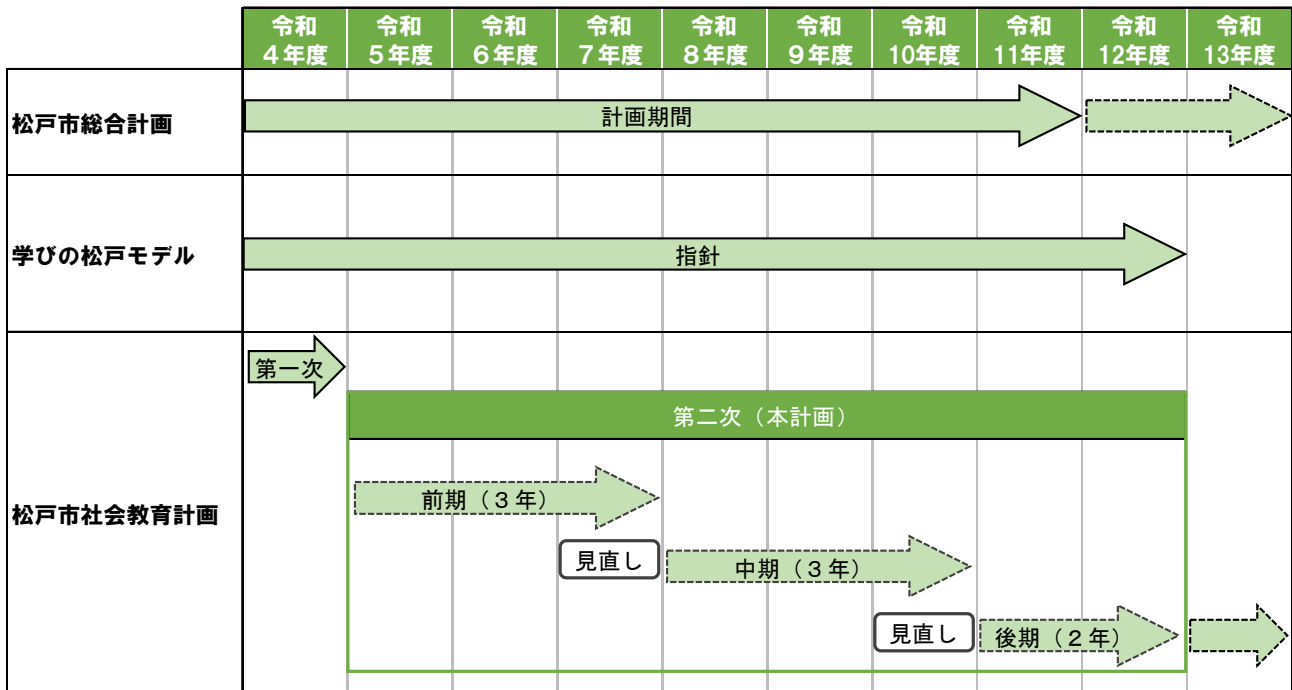 令和 令和 令和 令和 令和 令和 令和 令和 令和 令和
４年度 ５年度 ６年度 ７年度 ８年度 ９年度 10年度 11年度 12年度 13年度
松戸市総合計画 計画期間
学びの松戸モデル 指針
第一次
第二次（本計画）
前期（３年）
松戸市社会教育計画
見直し 中期（３年）
見直し 後期（２年）